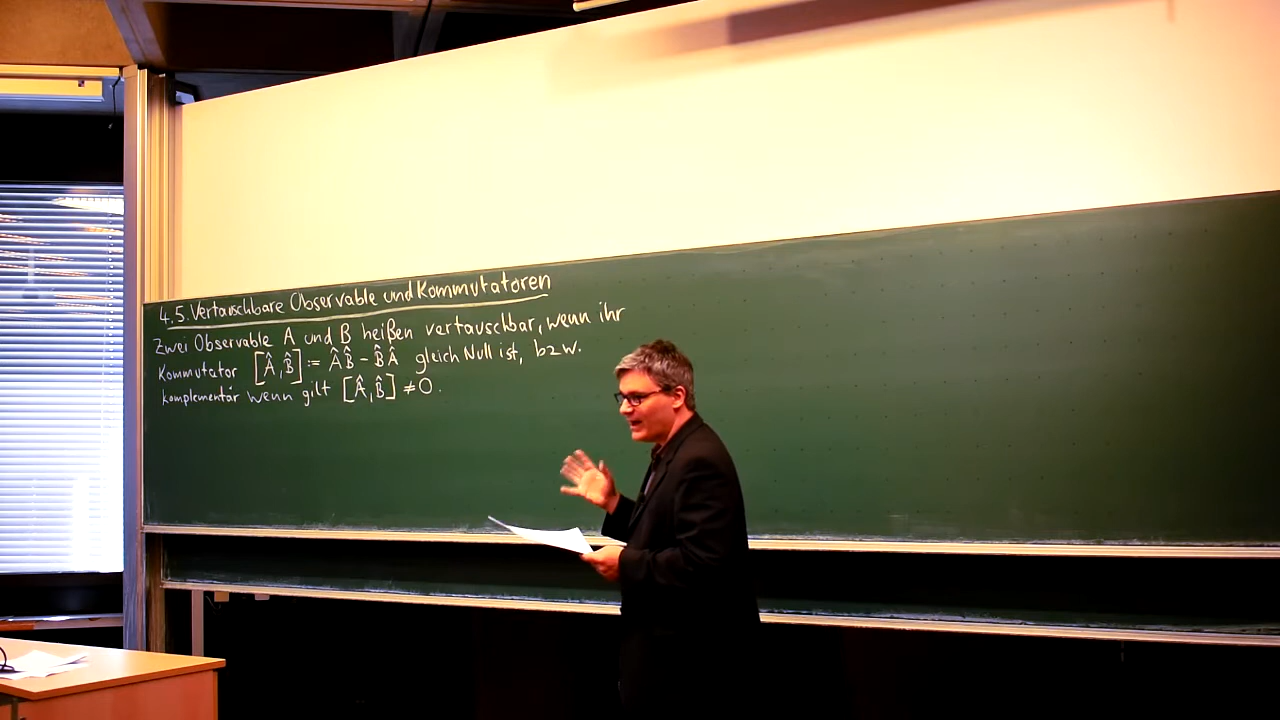 4.5. Vertauschbare Observable und Kommutatoren
Zwei Observable A und B heißen vertauschbar, wenn ihr
Kommutator [Â,B̂] := ÂB̂ - B̂Â gleich Null ist, bzw.
komplementär wenn gilt [Â,B̂] ≠ 0.